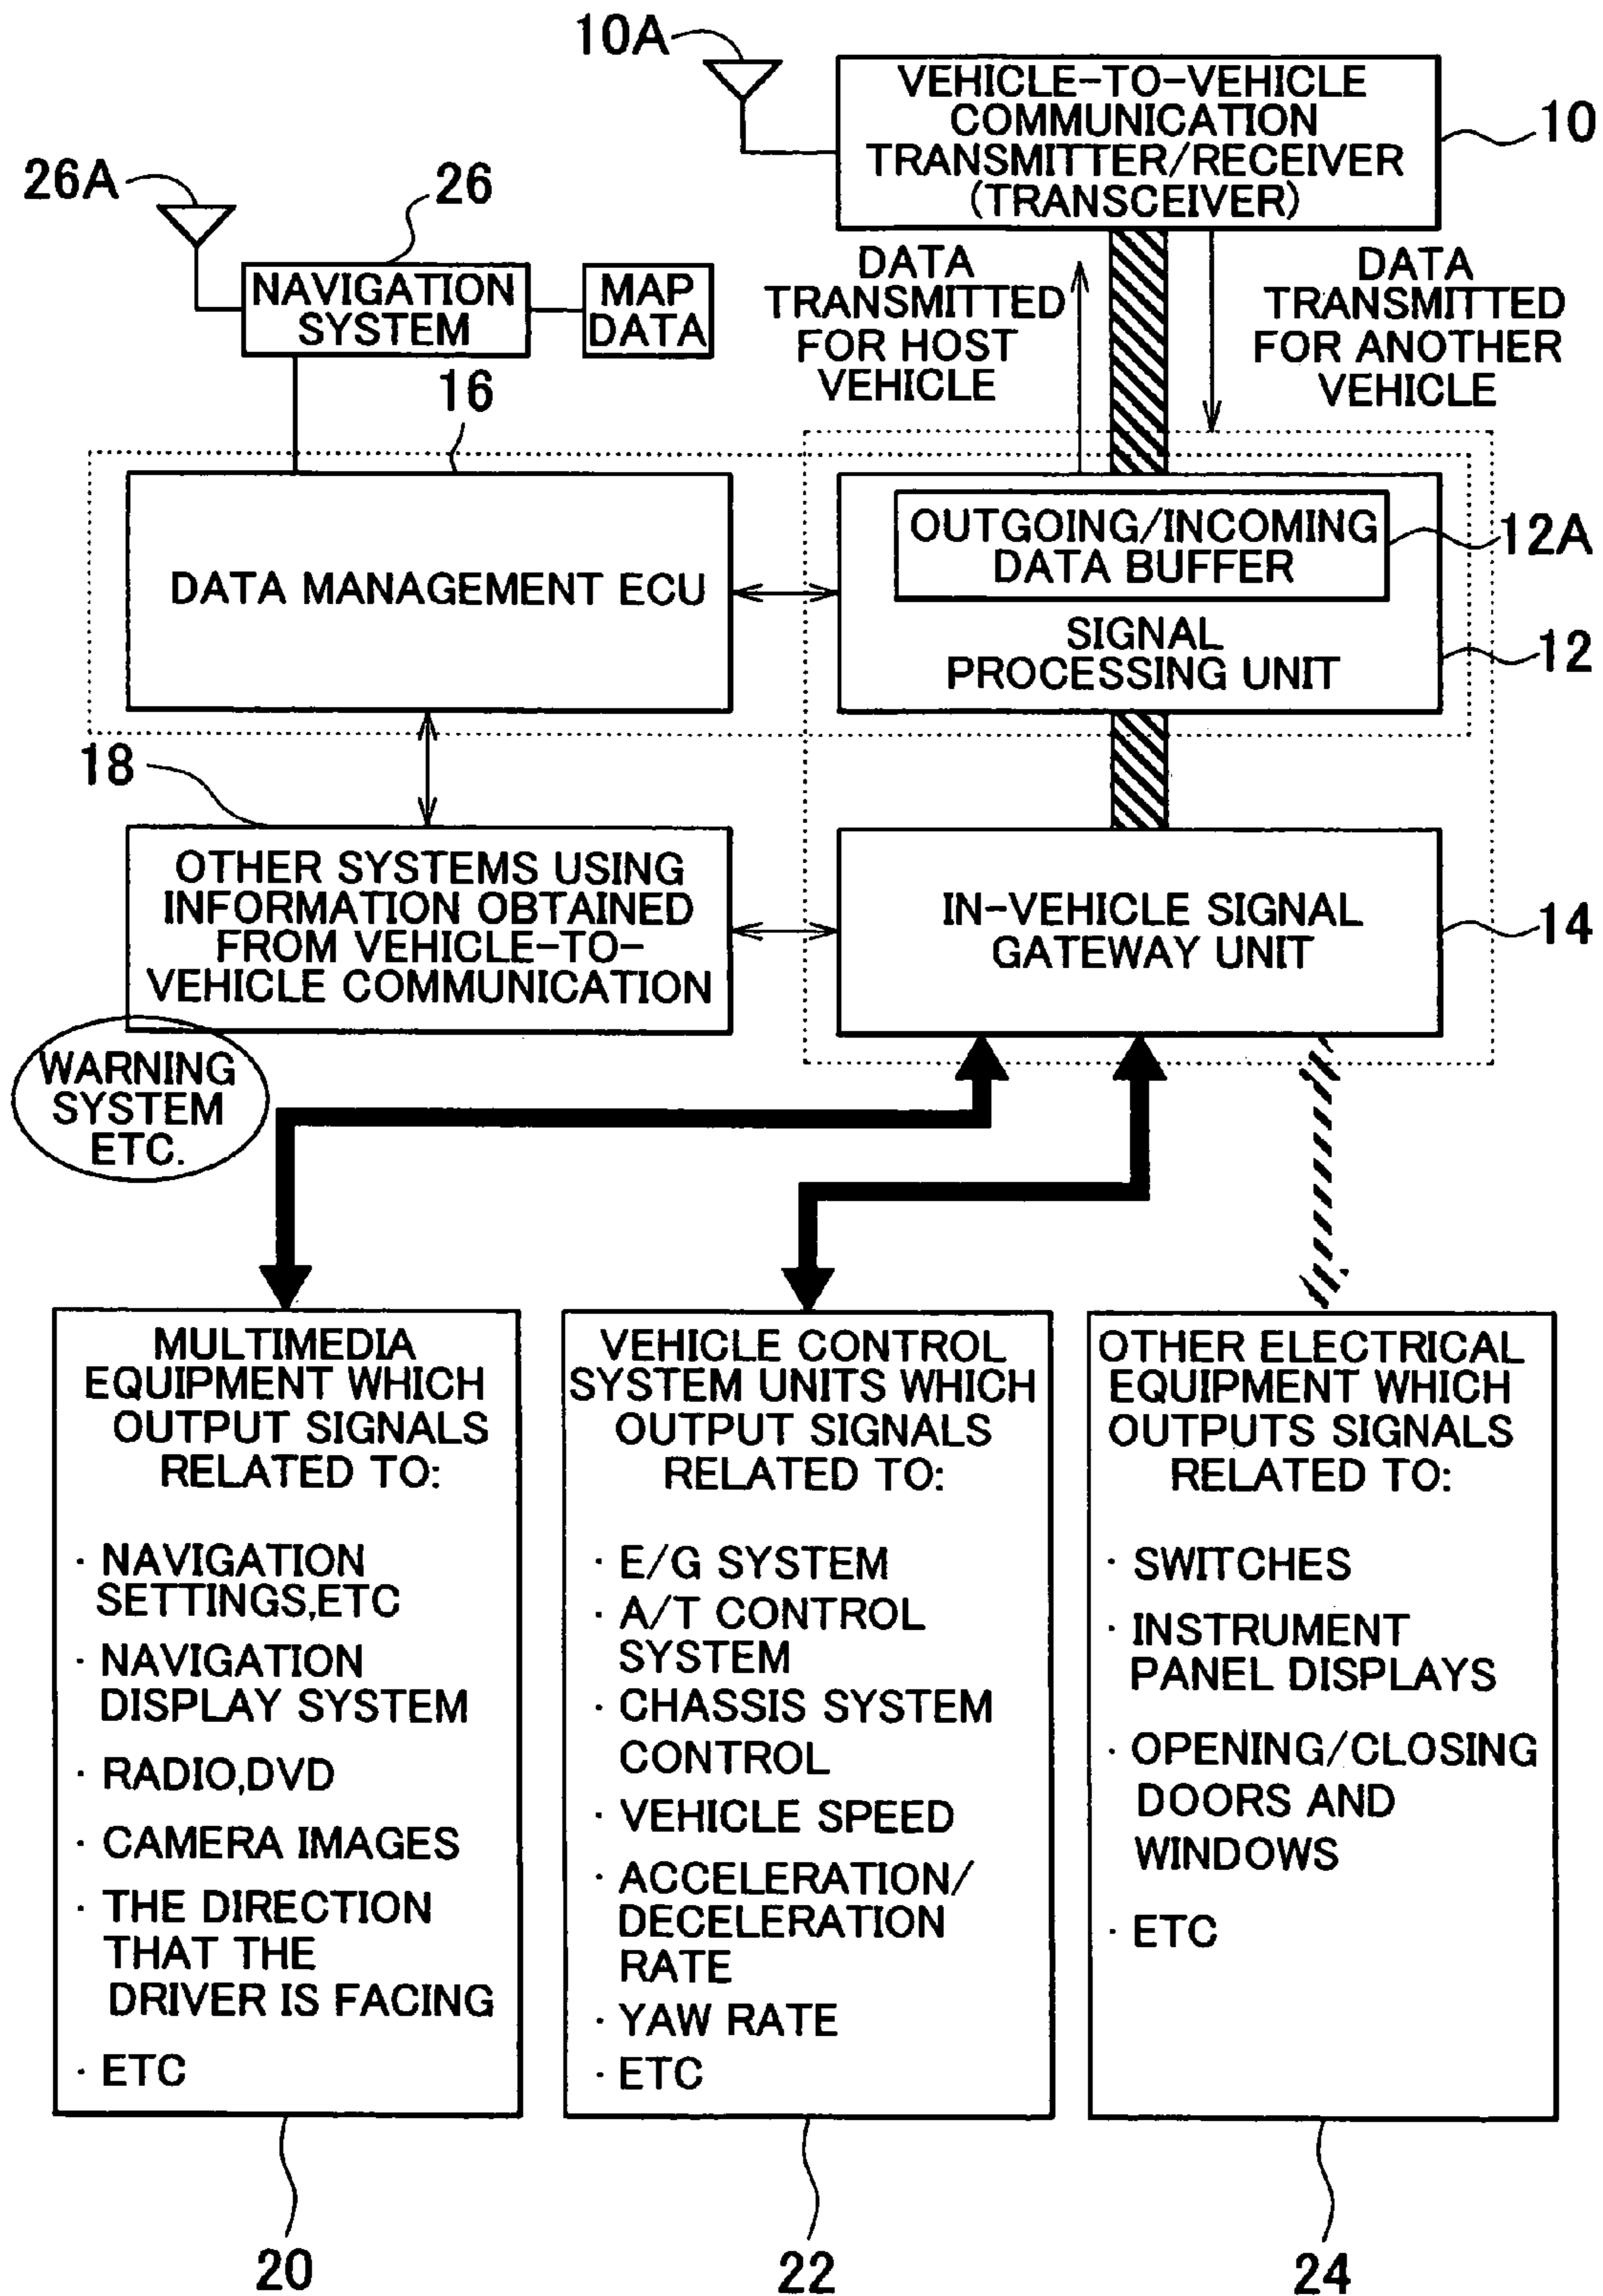 10A
VEHICLE-TO-VEHICLE
COMMUNICATION
TRANSMITTER/RECEIVER
(TRANSCEIVER)
10
26A
26
NAVIGATION
SYSTEM
MAP
DATA
DATA
TRANSMITTED
FOR HOST
VEHICLE
DATA
TRANSMITTED
FOR ANOTHER
VEHICLE
16
DATA MANAGEMENT ECU
OUTGOING/INCOMING
DATA BUFFER
12A
SIGNAL
PROCESSING UNIT
12
18
OTHER SYSTEMS USING
INFORMATION OBTAINED
FROM VEHICLE-TO-
VEHICLE COMMUNICATION
IN-VEHICLE SIGNAL
GATEWAY UNIT
14
WARNING
SYSTEM
ETC.
MULTIMEDIA
EQUIPMENT WHICH
OUTPUT SIGNALS
RELATED TO:
· NAVIGATION
SETTINGS,ETC
· NAVIGATION
DISPLAY SYSTEM
· RADIO,DVD
· CAMERA IMAGES
· THE DIRECTION
THAT THE
DRIVER IS FACING
· ETC
20
VEHICLE CONTROL
SYSTEM UNITS WHICH
OUTPUT SIGNALS
RELATED TO:
· E/G SYSTEM
· A/T CONTROL
SYSTEM
· CHASSIS SYSTEM
CONTROL
· VEHICLE SPEED
· ACCELERATION/
DECELERATION
RATE
· YAW RATE
· ETC
22
OTHER ELECTRICAL
EQUIPMENT WHICH
OUTPUTS SIGNALS
RELATED TO:
· SWITCHES
· INSTRUMENT
PANEL DISPLAYS
· OPENING/CLOSING
DOORS AND
WINDOWS
· ETC
24